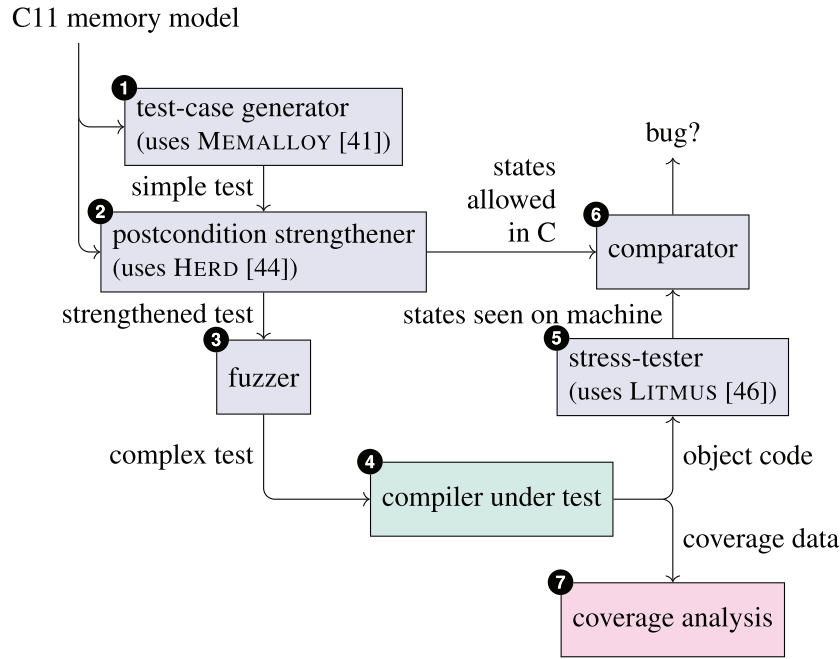 C11 memory model
1
test-case generator
(uses MEMALLOY [41])
simple test
2
postcondition strengthener
(uses HERD [44])
states
allowed
in C
bug?
6
comparator
strengthened test
states seen on machine
3
fuzzer
5
stress-tester
(uses LITMUS [46])
complex test
4
compiler under test
object code
coverage data
7
coverage analysis